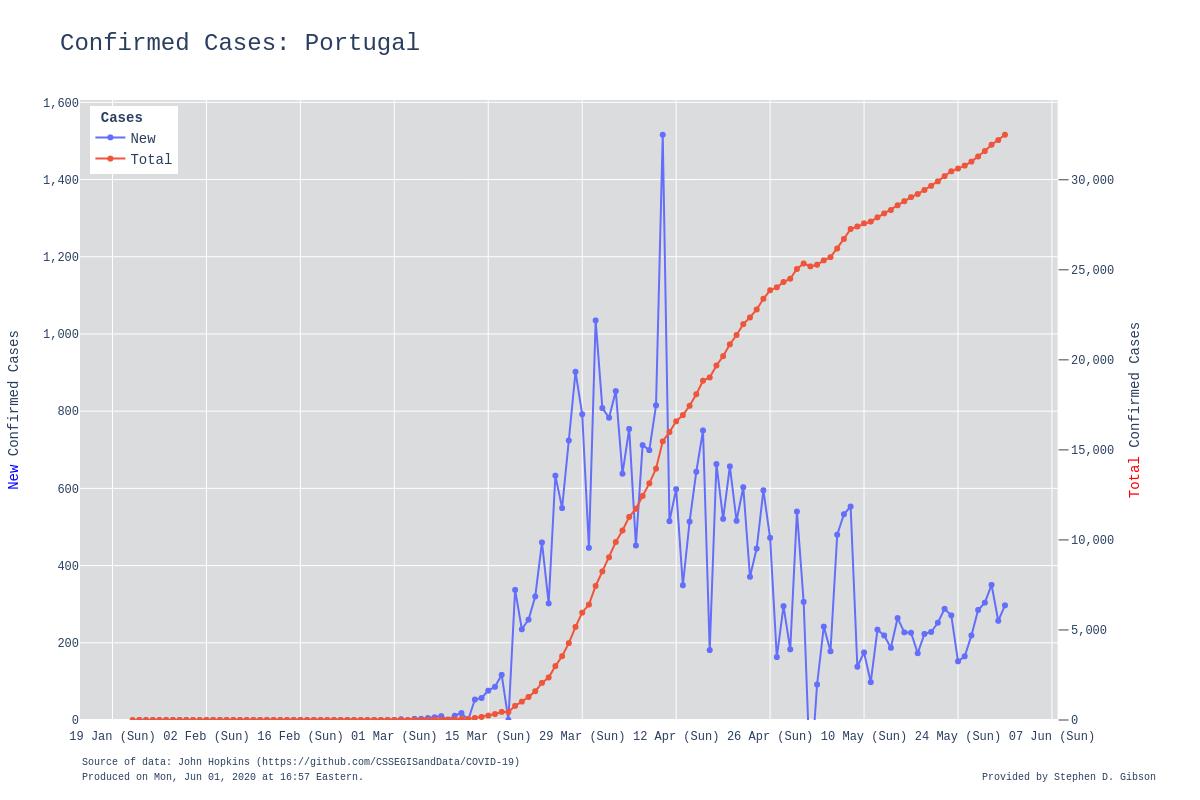 Confirmed Cases: Portugal
Cases
New
Total
1,600
1,400
1,200
1,000
800
600
400
200
0
30,000
25,000
20,000
15,000
10,000
5,000
0
New Confirmed Cases
Total Confirmed Cases
19 Jan (Sun) 02 Feb (Sun) 16 Feb (Sun) 01 Mar (Sun) 15 Mar (Sun) 29 Mar (Sun) 12 Apr (Sun) 26 Apr (Sun) 10 May (Sun) 24 May (Sun) 07 Jun (Sun)
Source of data: John Hopkins (https://github.com/CSSEGISandData/COVID-19)
Produced on Mon, Jun 01, 2020 at 16:57 Eastern.
Provided by Stephen D. Gibson